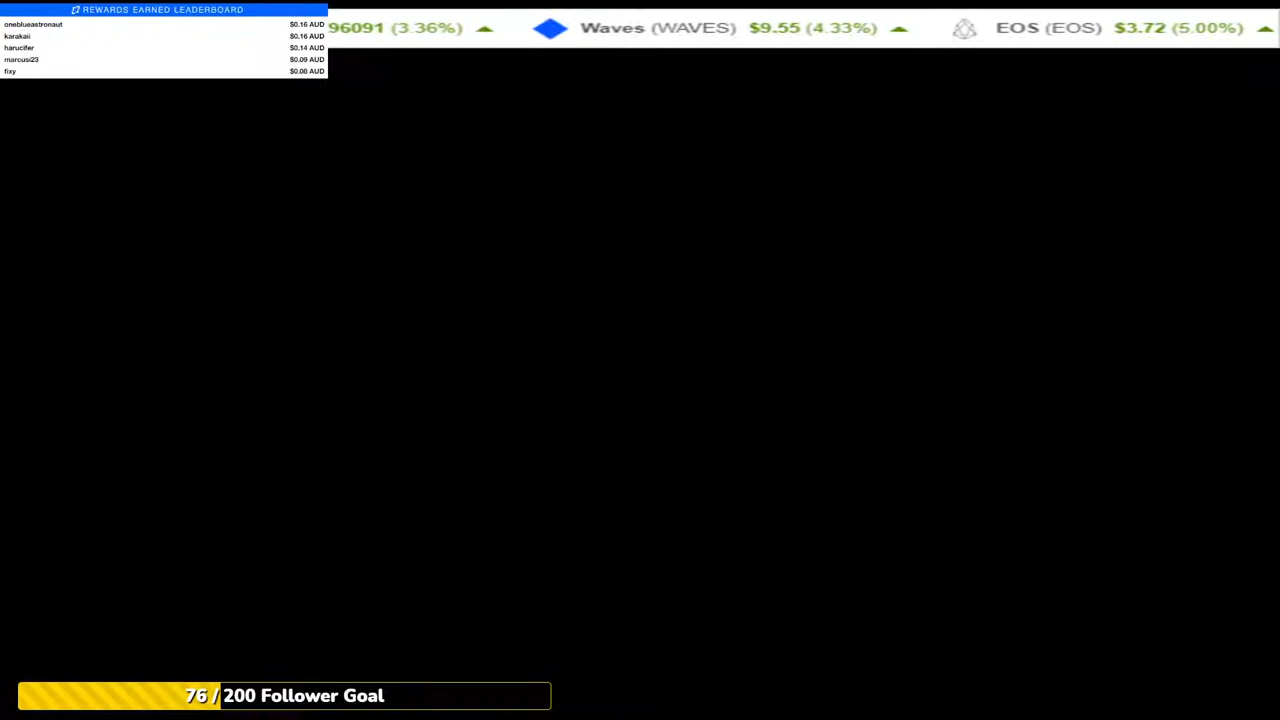 REWARDS EARNED LEADERBOARD
oneblueastronaut $0.16 AUD
karakaii $0.16 AUD
harucifer $0.14 AUD
marcusi23 $0.09 AUD
fixy $0.08 AUD
96091 (3.36%) Waves (WAVES) $9.55 (4.33%) EOS (EOS) $3.72 (5.00%)
76 / 200 Follower Goal